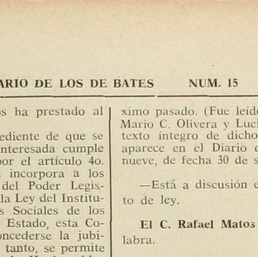 ARIO DE LOS DE BATES NUM. 15
os ha prestado al
ediente de que se
interesada cumple
por el artículo 4o.
e incorpora a los
del Poder Legis-
la Ley del Institu-
s Sociales de los
Estado, esta Co-
oncederse la jubi-
tanto, se permite
ximo pasado. (Fue leído
Mario C. Olivera y Luci
texto íntegro de dicho
aparece en el Diario d
nueve, de fecha 30 de s
—Está a discusión e
to de ley.
El C. Rafael Matos
labra.